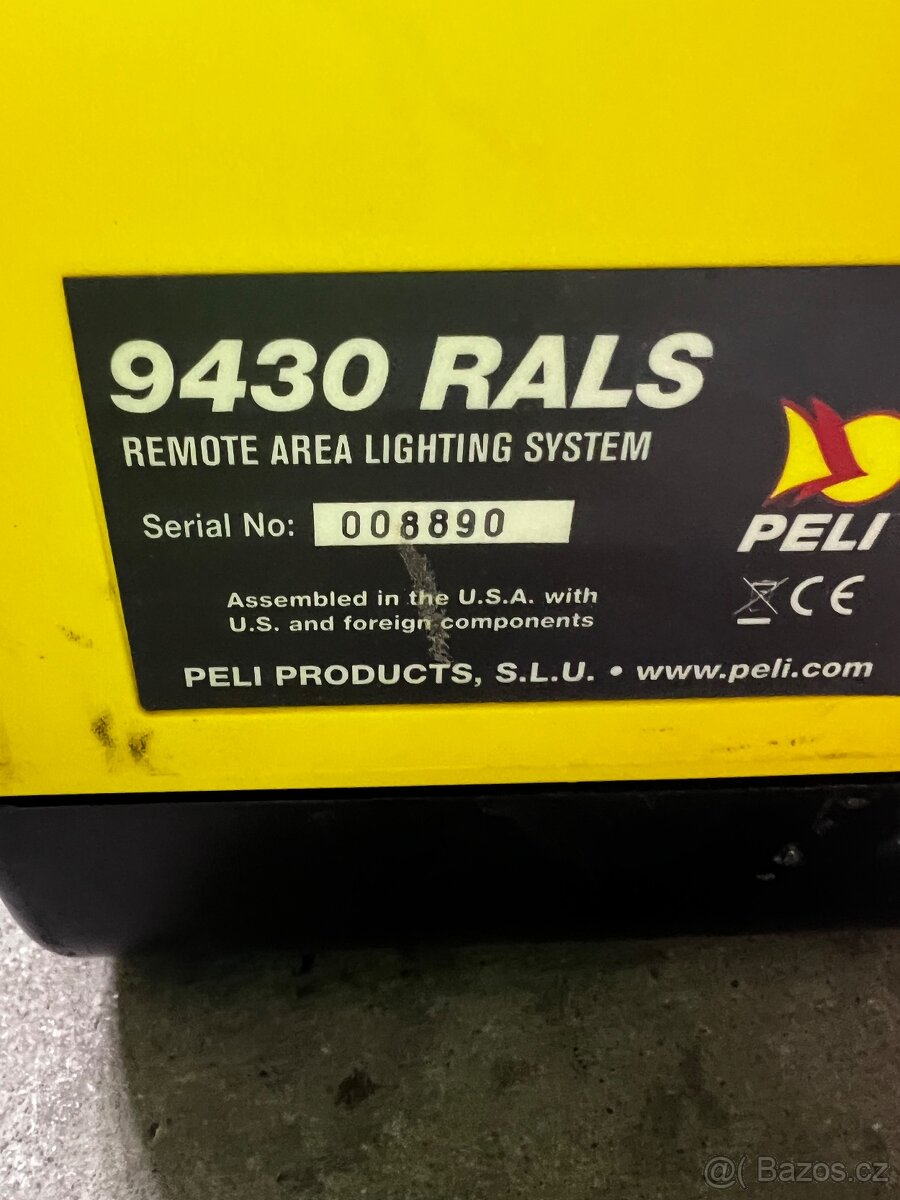 9430 RALS
REMOTE AREA LIGHTING SYSTEM
Serial No: 008890
PELI
CE
Assembled in the U.S.A. with
U.S. and foreign components
PELI PRODUCTS, S.L.U. • www.peli.com
@( Bazos.cz